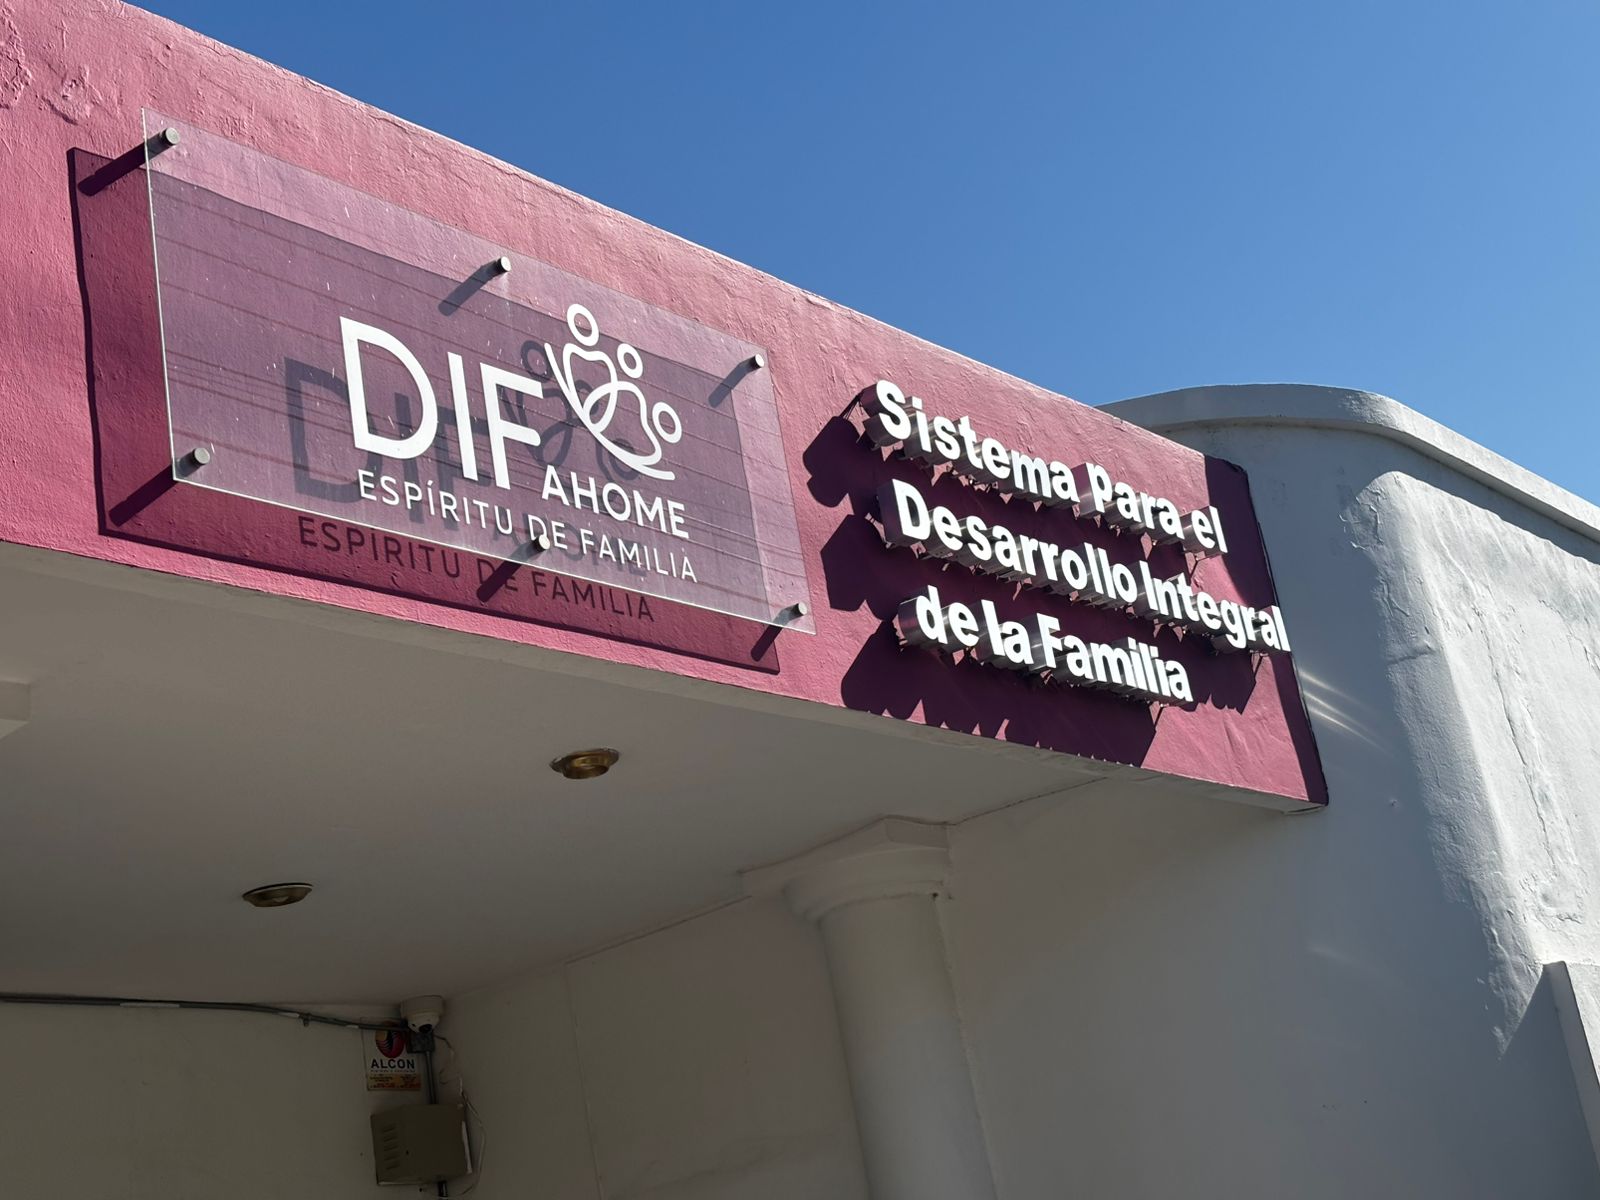 DIF
AHOME
ESPÍRITU DE FAMILIA
Sistema Para el
Desarrollo Integral
de la Familia
ALCON